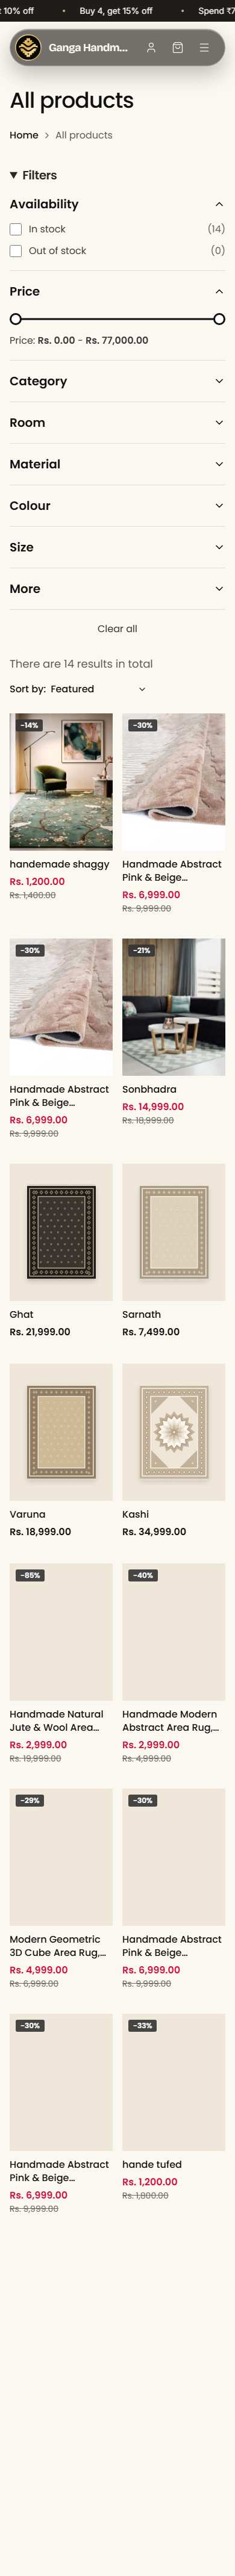 10% off • Buy 4, get 15% off • Spend ₹7
Ganga Handm...
All products
Home > All products
Filters
Availability
In stock (14)
Out of stock (0)
Price
Price: Rs. 0.00 - Rs. 77,000.00
Category
Room
Material
Colour
Size
More
Clear all
There are 14 results in total
Sort by: Featured
-14%
-30%
handmade shaggy
Rs. 1,200.00
Rs. 1,400.00
Handmade Abstract
Pink & Beige...
Rs. 6,999.00
Rs. 9,999.00
-30%
-21%
Handmade Abstract
Pink & Beige...
Rs. 6,999.00
Rs. 9,999.00
Sonbhadra
Rs. 14,999.00
Rs. 18,999.00
Ghat
Rs. 21,999.00
Sarnath
Rs. 7,499.00
Varuna
Rs. 18,999.00
Kashi
Rs. 34,999.00
-85%
-40%
Handmade Natural
Jute & Wool Area...
Rs. 2,999.00
Rs. 19,999.00
Handmade Modern
Abstract Area Rug,...
Rs. 2,999.00
Rs. 4,999.00
-29%
-30%
Modern Geometric
3D Cube Area Rug,...
Rs. 4,999.00
Rs. 6,999.00
Handmade Abstract
Pink & Beige...
Rs. 6,999.00
Rs. 9,999.00
-30%
-33%
Handmade Abstract
Pink & Beige...
Rs. 6,999.00
Rs. 9,999.00
hande tufed
Rs. 1,200.00
Rs. 1,800.00